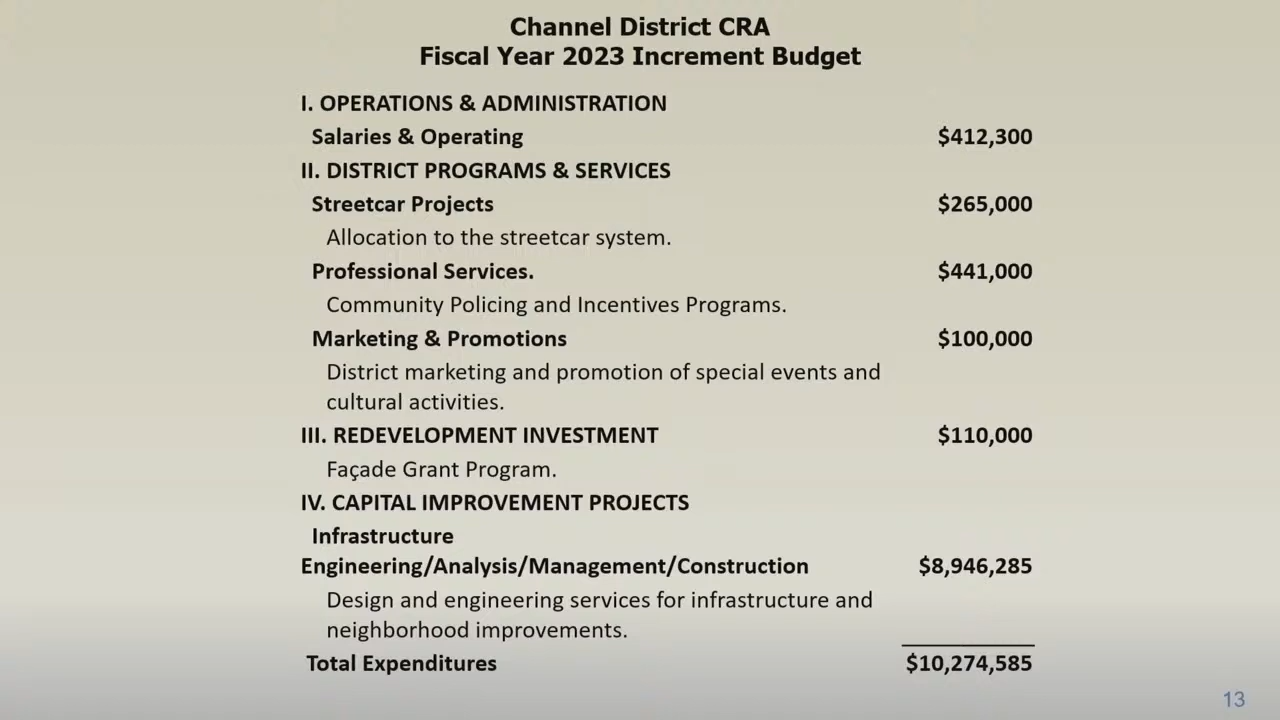 Channel District CRA
Fiscal Year 2023 Increment Budget
I. OPERATIONS & ADMINISTRATION
Salaries & Operating $412,300
II. DISTRICT PROGRAMS & SERVICES
Streetcar Projects $265,000
Allocation to the streetcar system.
Professional Services. $441,000
Community Policing and Incentives Programs.
Marketing & Promotions $100,000
District marketing and promotion of special events and
cultural activities.
III. REDEVELOPMENT INVESTMENT $110,000
Façade Grant Program.
IV. CAPITAL IMPROVEMENT PROJECTS
Infrastructure
Engineering/Analysis/Management/Construction $8,946,285
Design and engineering services for infrastructure and
neighborhood improvements.
Total Expenditures $10,274,585
13